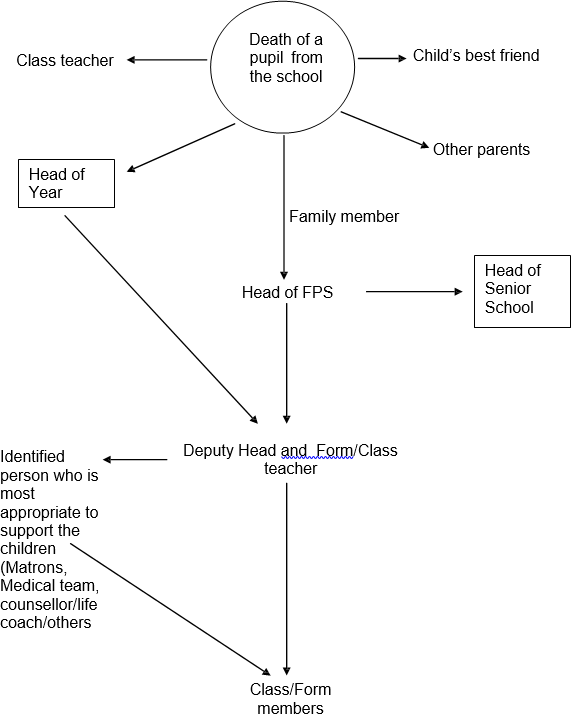 Death of a
pupil from
the school
Class teacher
Child's best friend
Other parents
Head of
Year
Family member
Head of FPS
Head of
Senior
School
Deputy Head and Form/Class
teacher
Identified
person who is
most
appropriate to
support the
children
(Matrons,
Medical team,
counsellor/life
coach/others
Class/Form
members